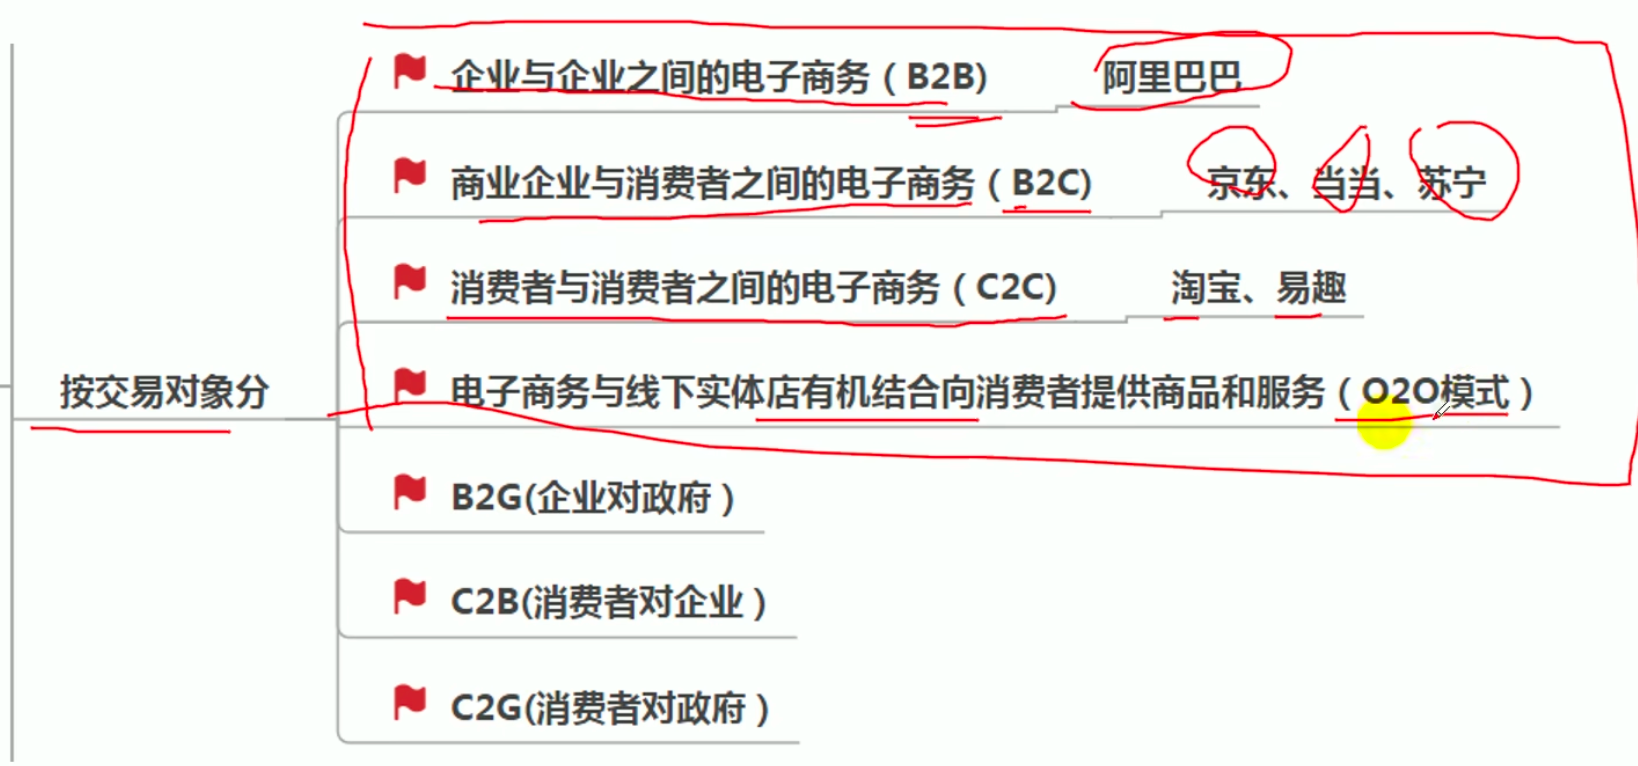 企业与企业之间的电子商务（B2B) 阿里巴巴
商业企业与消费者之间的电子商务（B2C) 京东、当当、苏宁
消费者与消费者之间的电子商务（C2C) 淘宝、易趣
按交易对象分 电子商务与线下实体店有机结合向消费者提供商品和服务（O2O模式）
B2G(企业对政府）
C2B(消费者对企业）
C2G(消费者对政府）